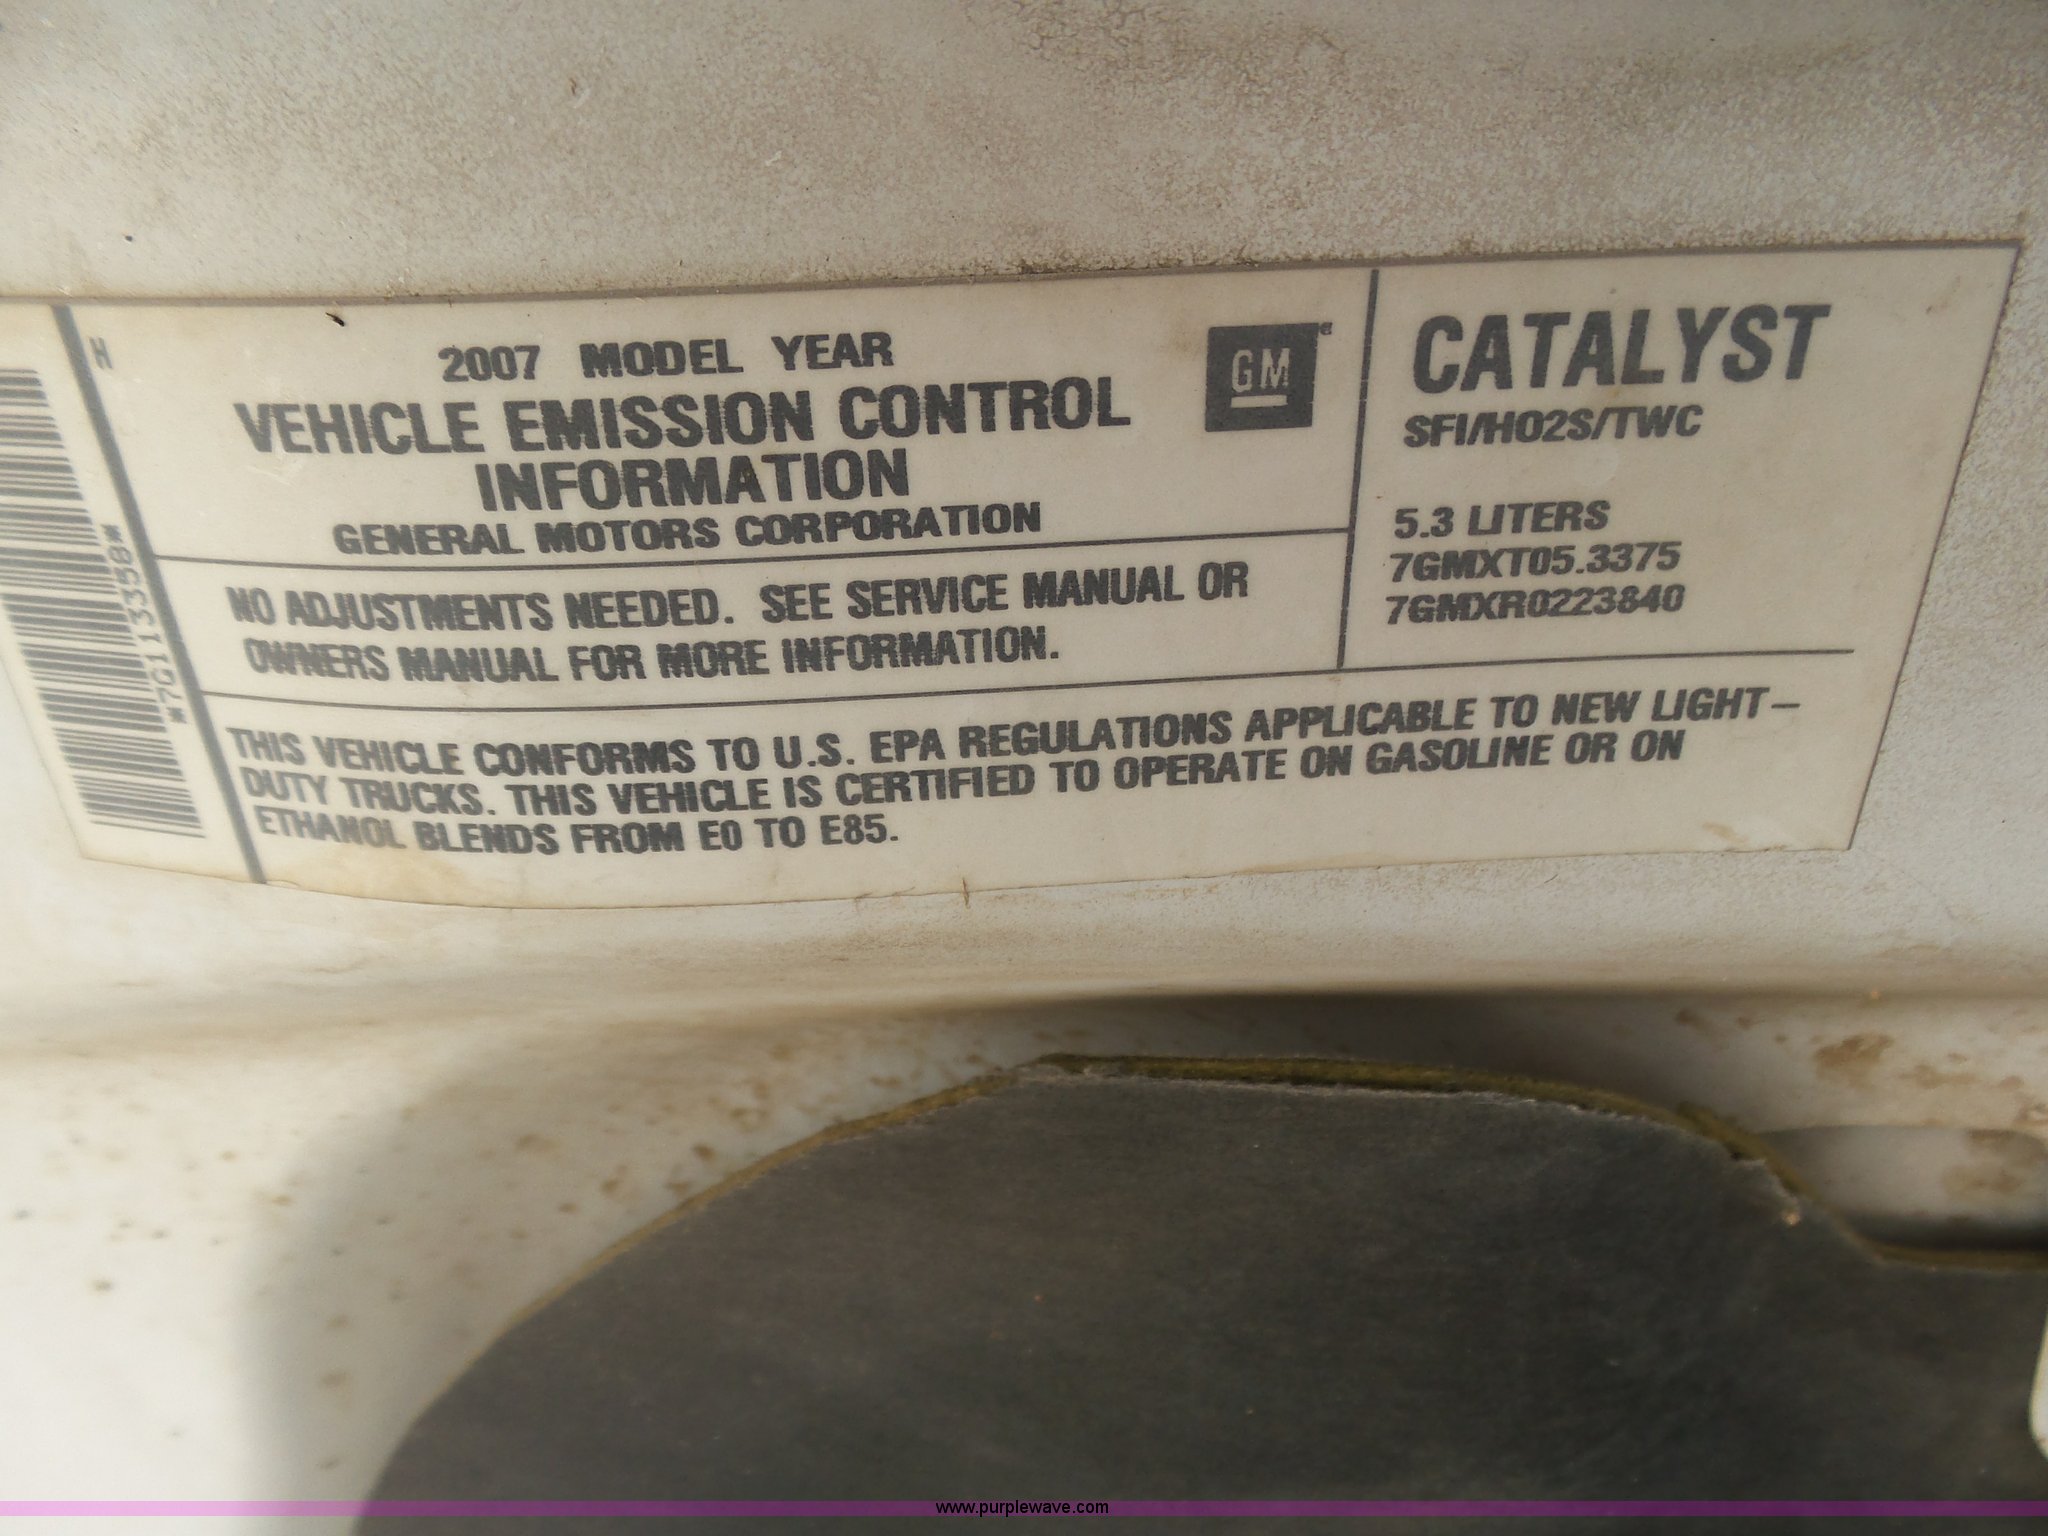 H
*7G1113358*
2007 MODEL YEAR
VEHICLE EMISSION CONTROL
INFORMATION
GENERAL MOTORS CORPORATION
GM
NO ADJUSTMENTS NEEDED. SEE SERVICE MANUAL OR
OWNERS MANUAL FOR MORE INFORMATION.
CATALYST
SFI/HO2S/TWC
5.3 LITERS
7GMXT05.3375
7GMXR0223840
THIS VEHICLE CONFORMS TO U.S. EPA REGULATIONS APPLICABLE TO NEW LIGHT-
DUTY TRUCKS. THIS VEHICLE IS CERTIFIED TO OPERATE ON GASOLINE OR ON
ETHANOL BLENDS FROM E0 TO E85.
www.purplewave.com